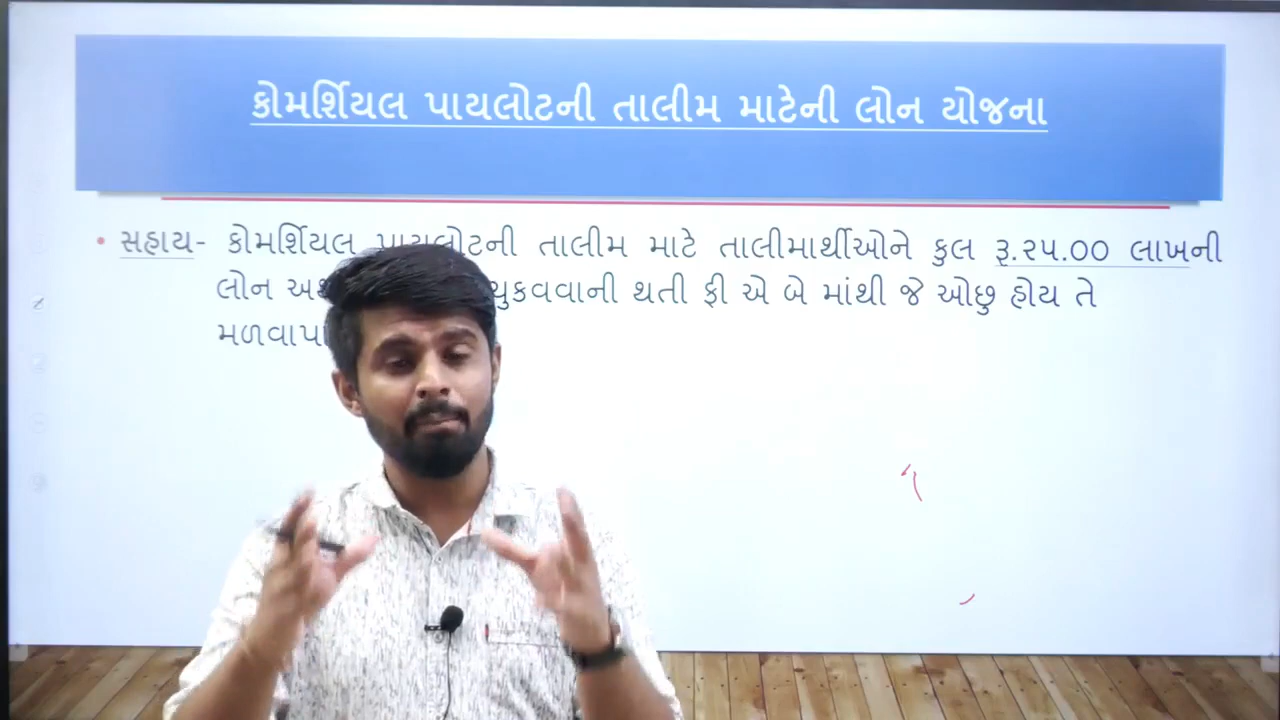 કોમર્શિયલ પાયલોટની તાલીમ માટેની લોન યોજના
• સહાય- કોમર્શિયલ પાયલોટની તાલીમ માટે તાલીમાર્થીઓને કુલ રૂ.૨૫.૦૦ લાખની
લોન ચુકવવાની થતી ફી એ બે માંથી જે ઓછુ હોય તે